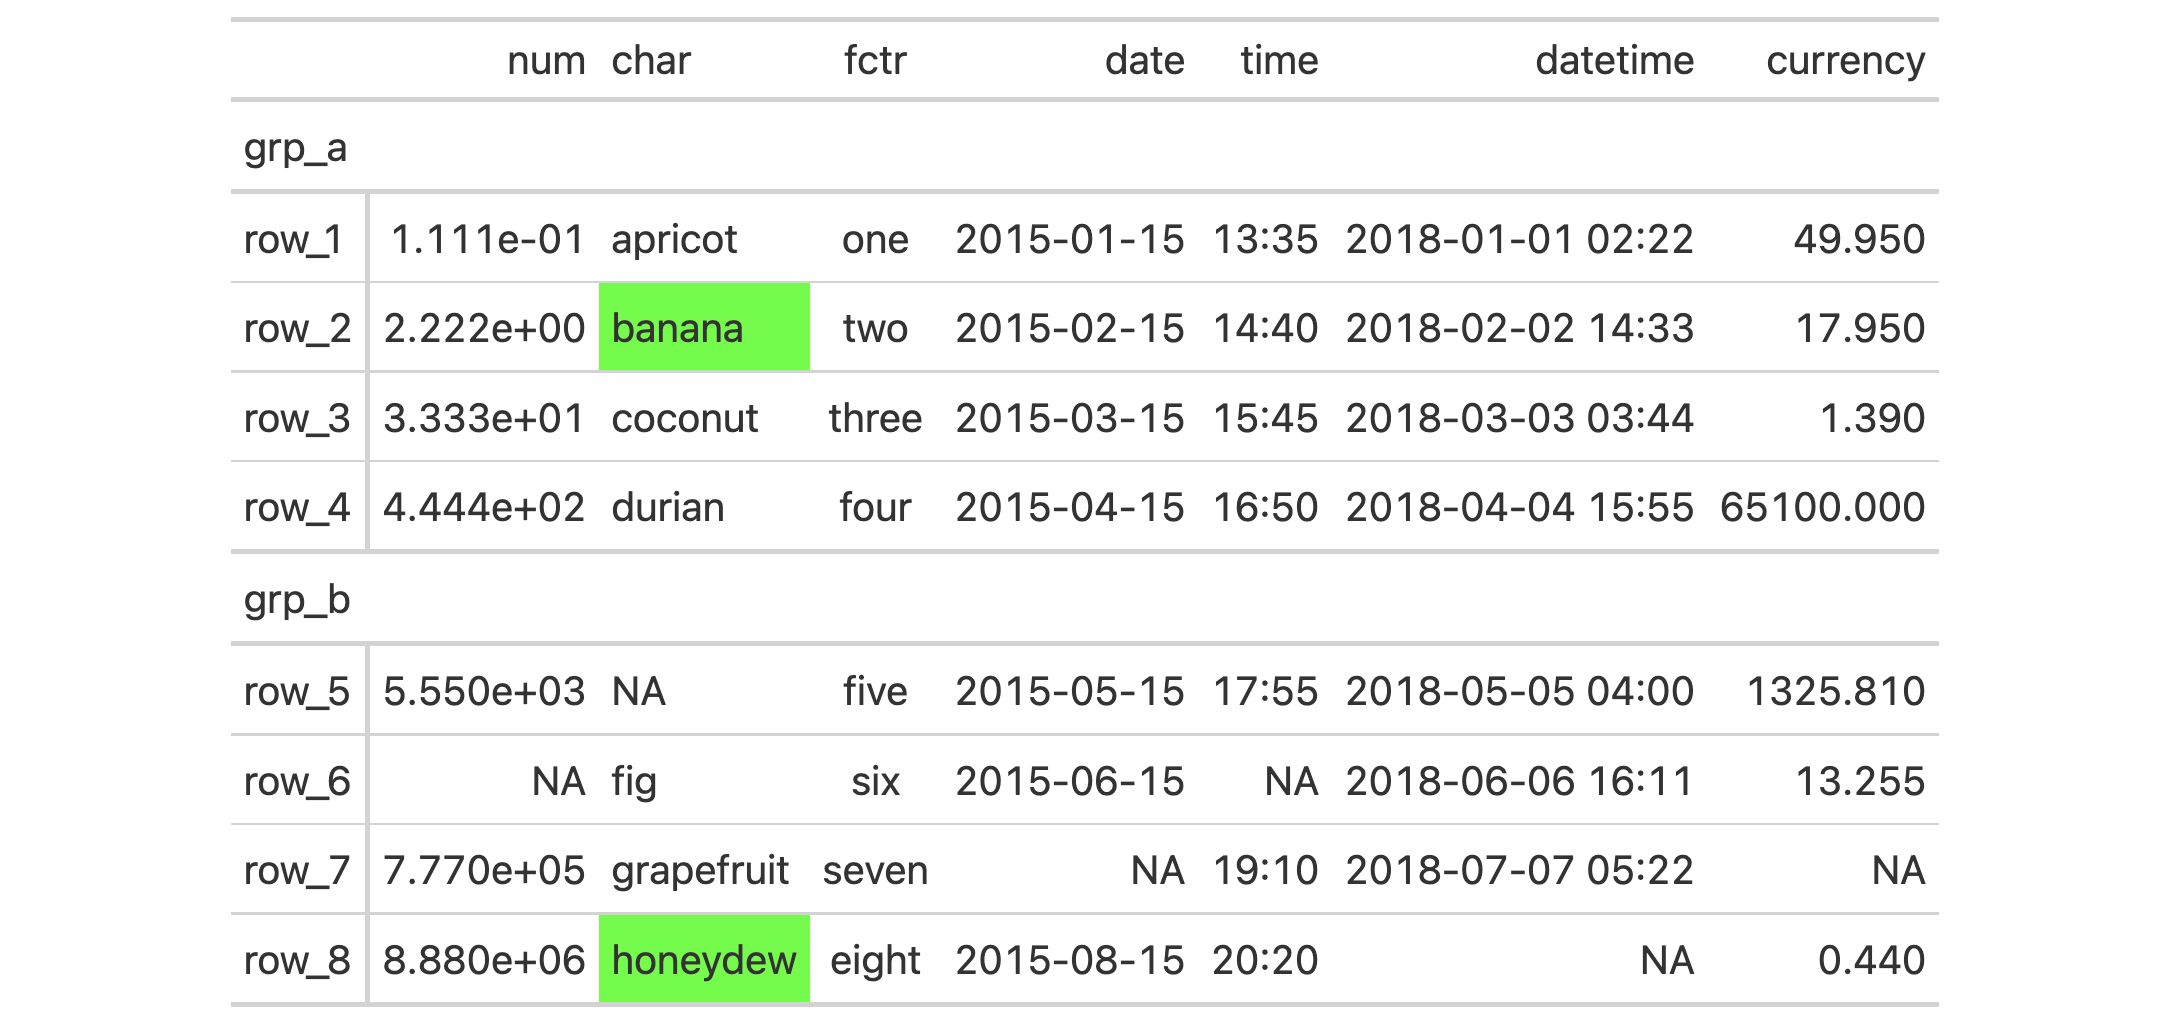 num char fctr date time datetime currency
grp_a
row_1 1.111e-01 apricot one 2015-01-15 13:35 2018-01-01 02:22 49.950
row_2 2.222e+00 banana two 2015-02-15 14:40 2018-02-02 14:33 17.950
row_3 3.333e+01 coconut three 2015-03-15 15:45 2018-03-03 03:44 1.390
row_4 4.444e+02 durian four 2015-04-15 16:50 2018-04-04 15:55 65100.000
grp_b
row_5 5.550e+03 NA five 2015-05-15 17:55 2018-05-05 04:00 1325.810
row_6 NA fig six 2015-06-15 NA 2018-06-06 16:11 13.255
row_7 7.770e+05 grapefruit seven NA 19:10 2018-07-07 05:22 NA
row_8 8.880e+06 honeydew eight 2015-08-15 20:20 NA 0.440